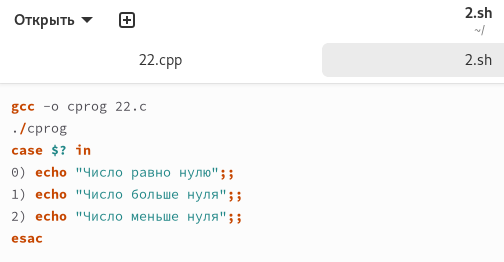 Открыть
2.sh
~/
22.cpp
2.sh
gcc -o cprog 22.c
./cprog
case $? in
0) echo "Число равно нулю";;
1) echo "Число больше нуля";;
2) echo "Число меньше нуля";;
esac